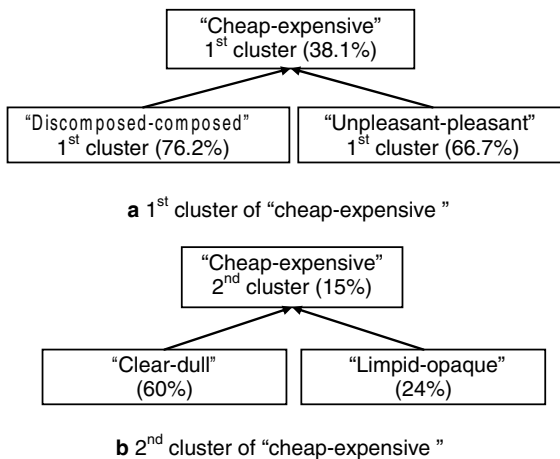 “Cheap-expensive”
1st cluster (38.1%)
“Discomposed-composed”
1st cluster (76.2%)
“Unpleasant-pleasant”
1st cluster (66.7%)
a 1st cluster of “cheap-expensive ”
“Cheap-expensive”
2nd cluster (15%)
“Clear-dull”
(60%)
“Limpid-opaque”
(24%)
b 2nd cluster of “cheap-expensive ”